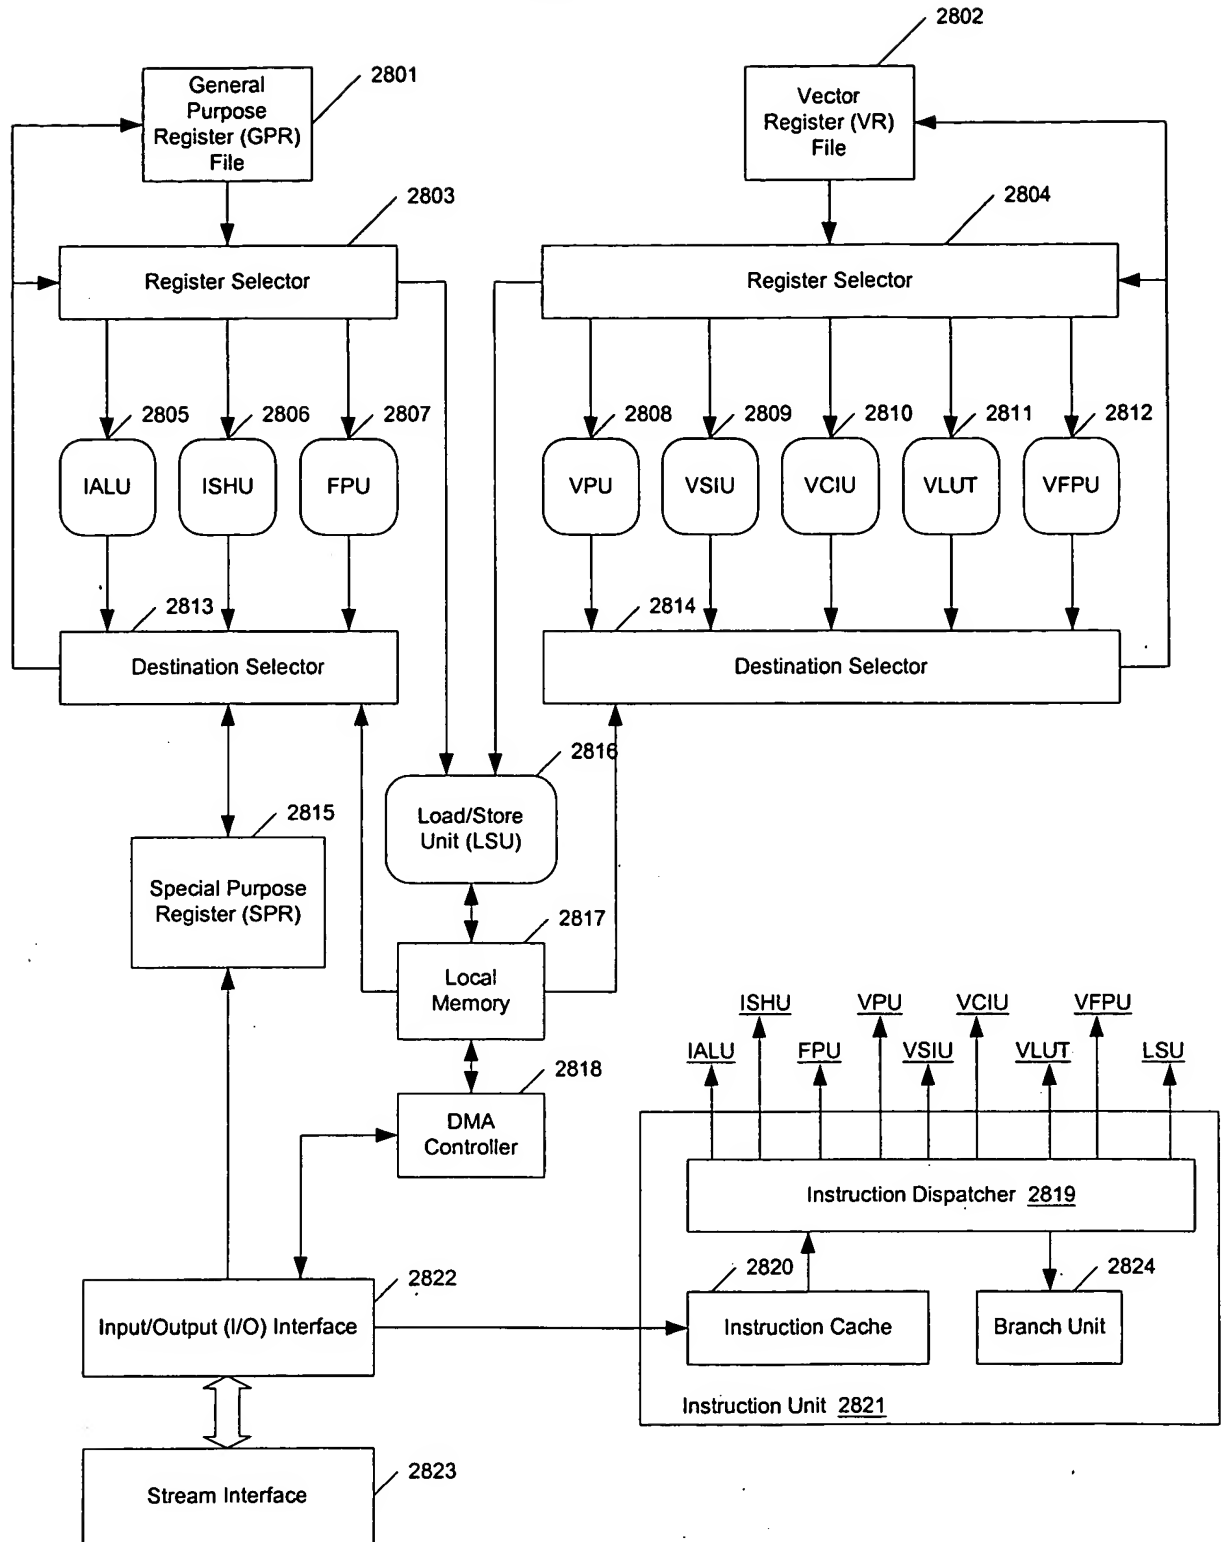 2802
2801
General
Purpose
Register (GPR)
File
Vector
Register (VR)
File
2803
2804
Register Selector
Register Selector
2805
2806
2807
2808
2809
2810
2811
2812
IALU
ISHU
FPU
VPU
VSIU
VCIU
VLUT
VFPU
2813
2814
Destination Selector
Destination Selector
2816
2815
Load/Store
Unit (LSU)
Special Purpose
Register (SPR)
2817
Local
Memory
ISHU
VPU
VCIU
VFPU
IALU
FPU
VSIU
VLUT
LSU
2818
DMA
Controller
Instruction Dispatcher 2819
2822
2820
2824
Input/Output (I/O) Interface
Instruction Cache
Branch Unit
Instruction Unit 2821
2823
Stream Interface